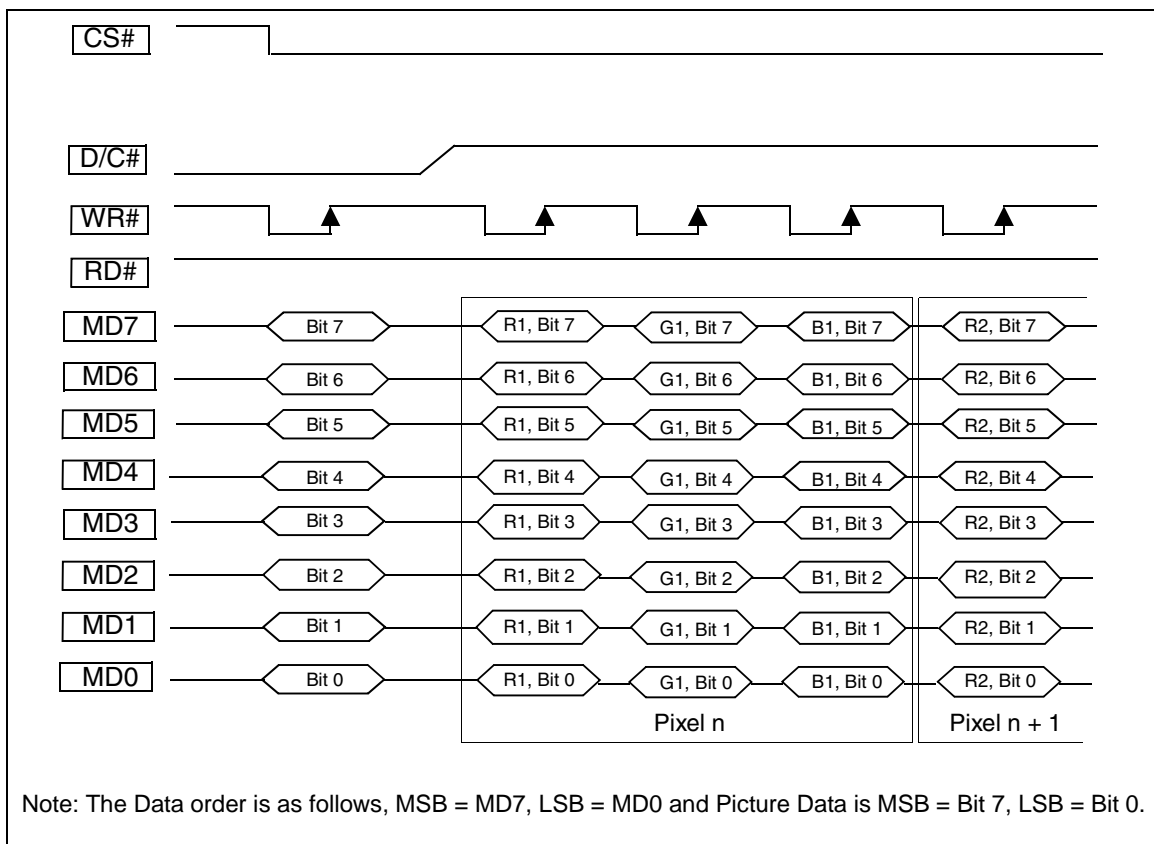 CS#
D/C#
WR#
RD#
MD7 Bit 7 R1, Bit 7 G1, Bit 7 B1, Bit 7 R2, Bit 7
MD6 Bit 6 R1, Bit 6 G1, Bit 6 B1, Bit 6 R2, Bit 6
MD5 Bit 5 R1, Bit 5 G1, Bit 5 B1, Bit 5 R2, Bit 5
MD4 Bit 4 R1, Bit 4 G1, Bit 4 B1, Bit 4 R2, Bit 4
MD3 Bit 3 R1, Bit 3 G1, Bit 3 B1, Bit 3 R2, Bit 3
MD2 Bit 2 R1, Bit 2 G1, Bit 2 B1, Bit 2 R2, Bit 2
MD1 Bit 1 R1, Bit 1 G1, Bit 1 B1, Bit 1 R2, Bit 1
MD0 Bit 0 R1, Bit 0 G1, Bit 0 B1, Bit 0 R2, Bit 0
Pixel n Pixel n + 1
Note: The Data order is as follows, MSB = MD7, LSB = MD0 and Picture Data is MSB = Bit 7, LSB = Bit 0.